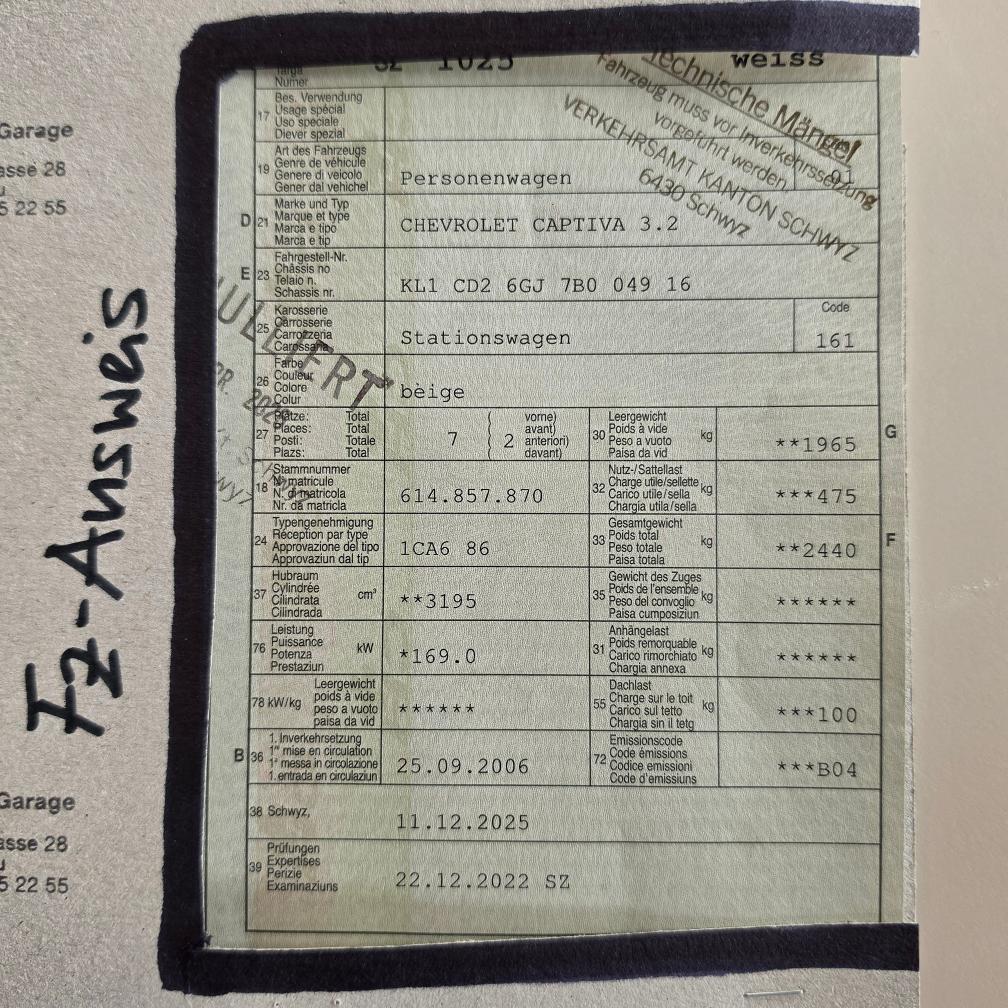 Garage
asse 28
5 22 55
Fz-Ausweis
Garage
asse 28
5 22 55
SZ 1025 weiss
Targa
Numer
17 Bes. Verwendung
Usage spécial
Uso speciale
Diever spezial
Technische Mängel
Fahrzeug muss vor Inverkehrssetzung
vorgeführt werden
VERKEHRSAMT KANTON SCHWYZ
6430 Schwyz
19 Art des Fahrzeugs
Genre de véhicule
Genere di veicolo
Gener dal vehichel
Personenwagen 01
D 21 Marke und Typ
Marque et type
Marca e tipo
Marca e tip
CHEVROLET CAPTIVA 3.2
E 23 Fahrgestell-Nr.
Châssis no
Telaio n.
Schassis nr.
KL1 CD2 6GJ 7B0 049 16
25 Karosserie
Carrosserie
Carrozzeria
Carossaria
Stationswagen
Code
161
26 Farbe
Couleur
Colore
Colur
bèige
27 Plätze: Total
Places: Total
Posti: Totale
Plazs: Total
7 ( 2 vorne)
avant)
anteriori)
davant)
30 Leergewicht
Poids à vide
Peso a vuoto
Paisa da vid
kg **1965 G
18 Stammnummer
N° matricule
N. di matricola
Nr. da matricla
614.857.870
32 Nutz-/Sattellast
Charge utile/sellette
Carico utile/sella
Chargia utila/sella
kg ***475
24 Typengenehmigung
Réception par type
Approvazione del tipo
Approvaziun dal tip
1CA6 86
33 Gesamtgewicht
Poids total
Peso totale
Paisa totala
kg **2440 F
37 Hubraum
Cylindrée
Cilindrata
Cilindrada
cm³ **3195
35 Gewicht des Zuges
Poids de l'ensemble
Peso del convoglio
Paisa cumposiziun
kg ******
76 Leistung
Puissance
Potenza
Prestaziun
kW *169.0
31 Anhängelast
Poids remorquable
Carico rimorchiato
Chargia annexa
kg ******
78 kW/kg Leergewicht
poids à vide
peso a vuoto
paisa da vid
******
55 Dachlast
Charge sur le toit
Carico sul tetto
Chargia sin il tetg
kg ***100
B 36 1. Inverkehrsetzung
1re mise en circulation
1a messa in circolazione
1. entrada en circulaziun
25.09.2006
72 Emissionscode
Code émissions
Codice emissioni
Code d'emissiuns
***B04
38 Schwyz,
11.12.2025
39 Prüfungen
Expertises
Perizie
Examinaziuns
22.12.2022 SZ